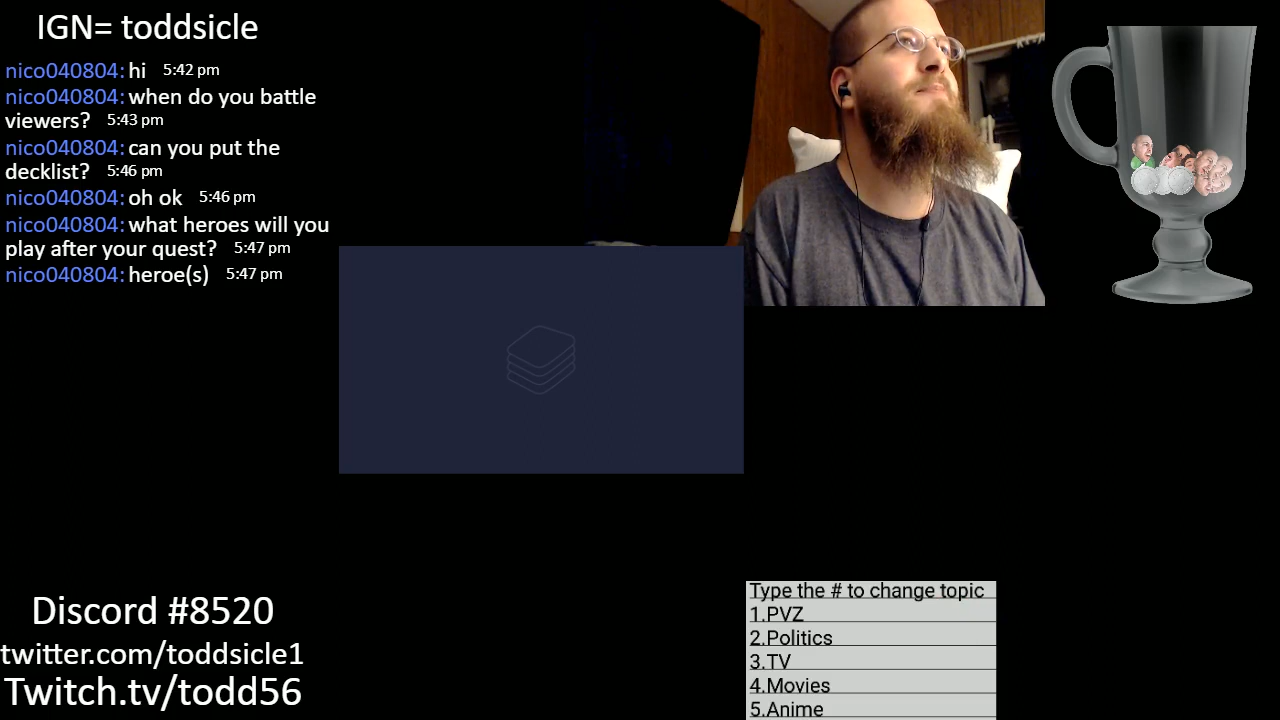 IGN= toddsicle
nico040804: hi 5:42 pm
nico040804: when do you battle
viewers? 5:43 pm
nico040804: can you put the
decklist? 5:46 pm
nico040804: oh ok 5:46 pm
nico040804: what heroes will you
play after your quest? 5:47 pm
nico040804: heroe(s) 5:47 pm
Discord #8520
twitter.com/toddsicle1
Twitch.tv/todd56
Type the # to change topic
1.PVZ
2.Politics
3.TV
4.Movies
5.Anime